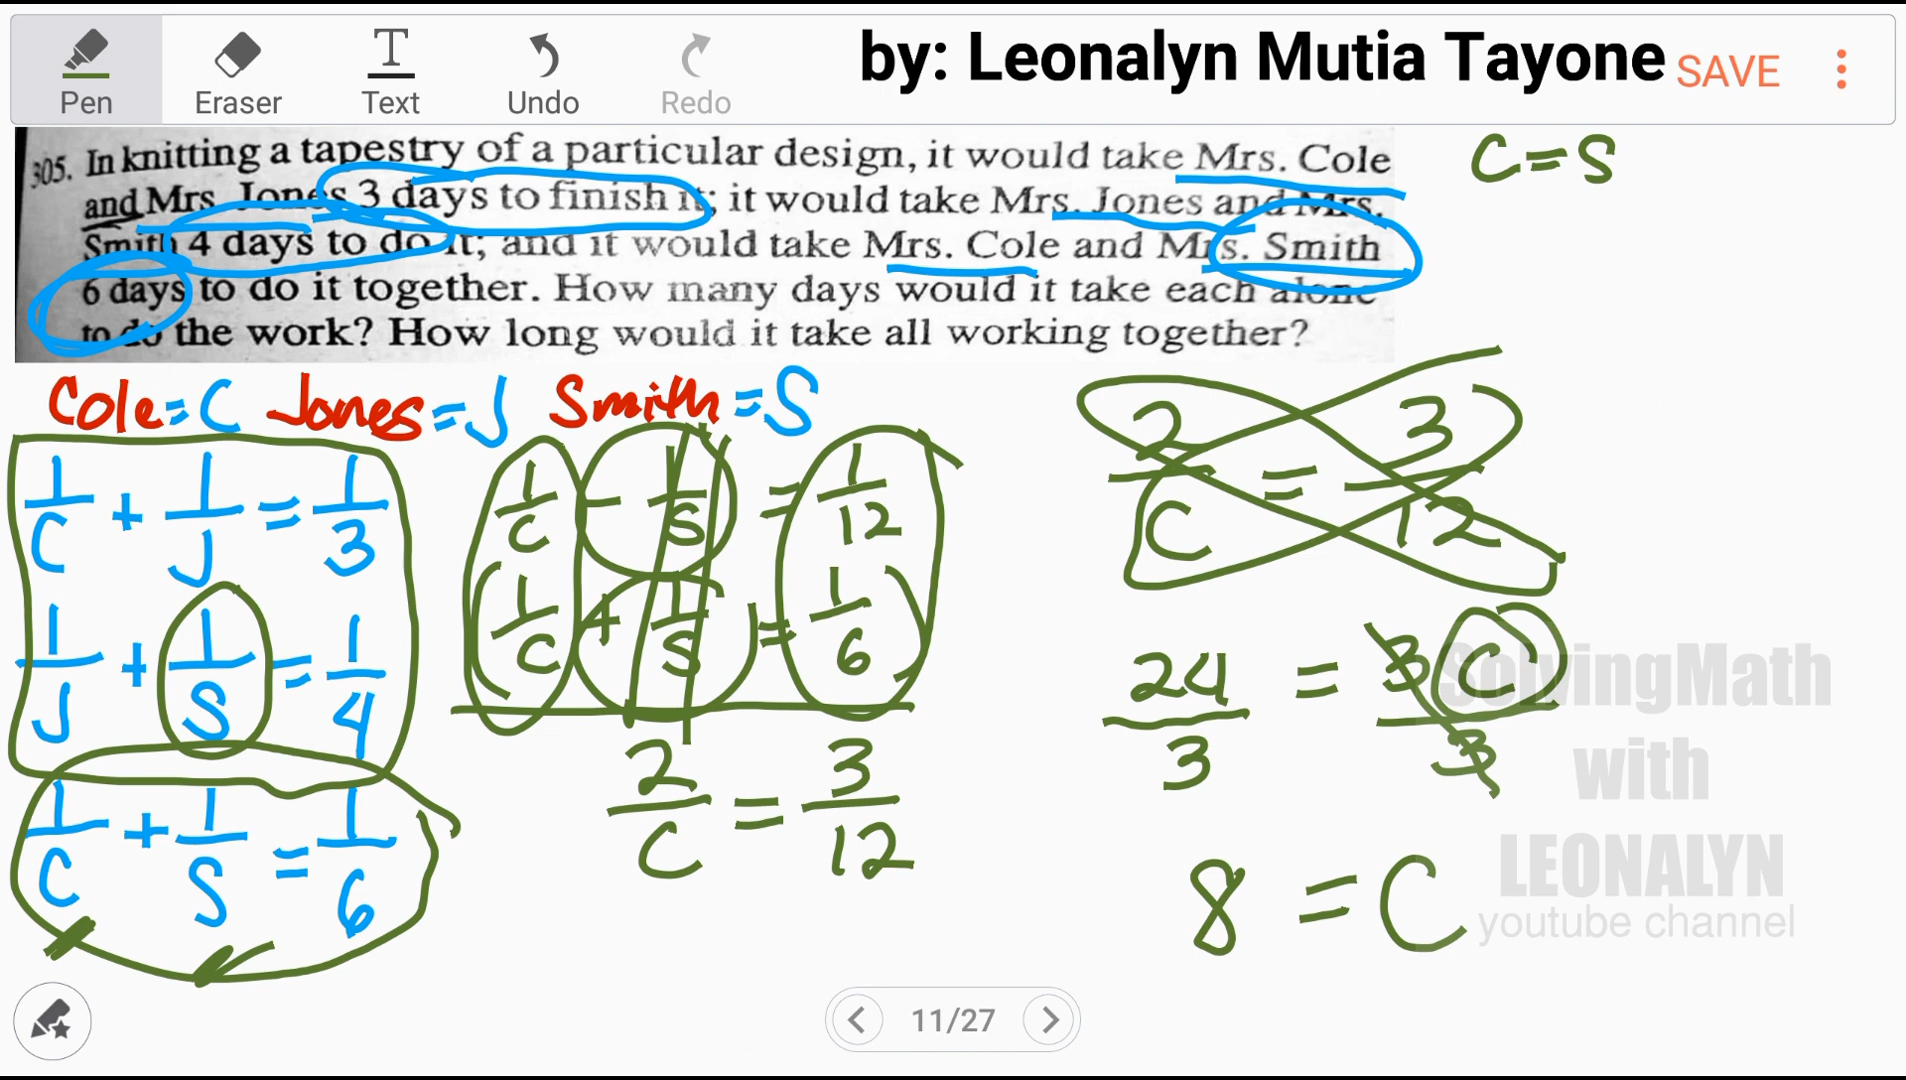 Pen Eraser Text Undo Redo by: Leonalyn Mutia Tayone SAVE
305. In knitting a tapestry of a particular design, it would take Mrs. Cole
and Mrs. Jones 3 days to finish it; it would take Mrs. Jones and Mrs.
Smith 4 days to do it; and it would take Mrs. Cole and Mrs. Smith
6 days to do it together. How many days would it take each alone
to do the work? How long would it take all working together?
C=S
Cole=C Jones=J Smith=S
1/C + 1/J = 1/3
1/J + 1/S = 1/4
1/C + 1/S = 1/6
1/C - 1/S = 1/12
1/C + 1/S = 1/6
2/C = 3/12
2/C = 3/12
24/3 = 3C/3
8 = C
SolvingMath
with
LEONALYN
youtube channel
11/27